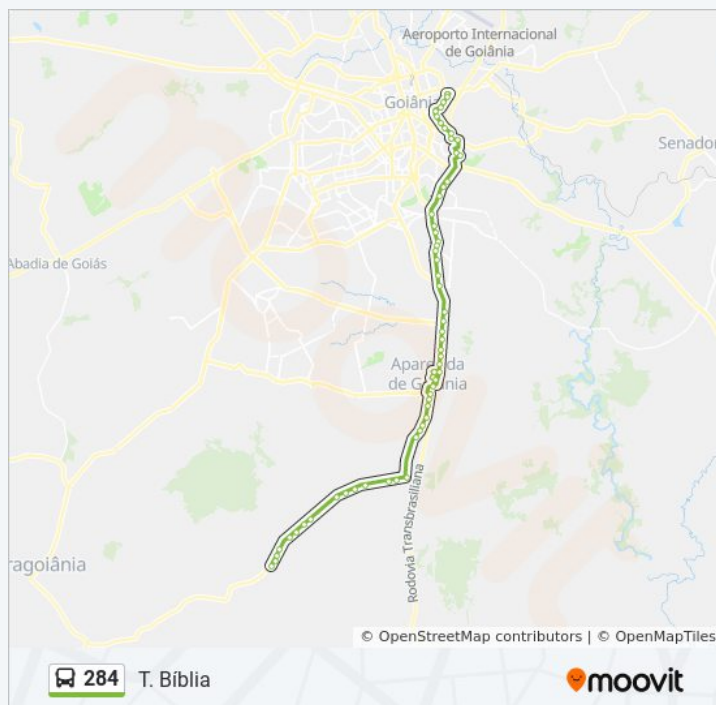 Aeroporto Internacional
de Goiânia
Goiânia
Senador
Abadia de Goiás
Aparecida
de Goiânia
Rodovia Transbrasiliana
ragoiânia
© OpenStreetMap contributors | © OpenMapTiles
284 T. Bíblia
moovit